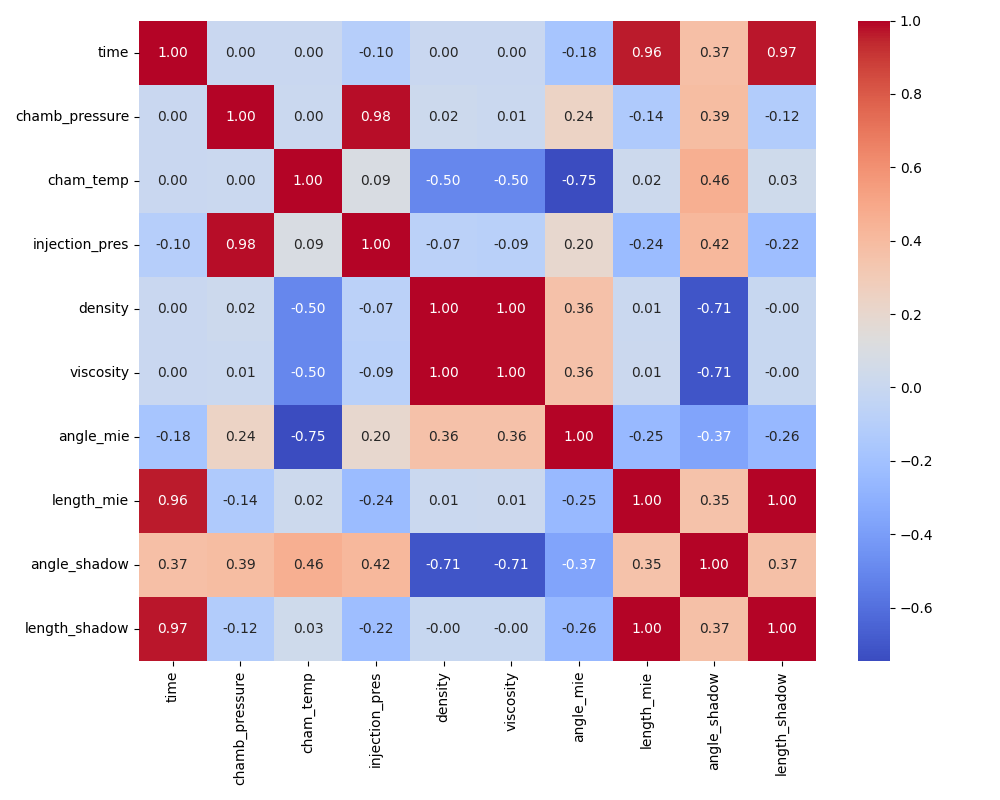 time 1.00 0.00 0.00 -0.10 0.00 0.00 -0.18 0.96 0.37 0.97
chamb_pressure 0.00 1.00 0.00 0.98 0.02 0.01 0.24 -0.14 0.39 -0.12
cham_temp 0.00 0.00 1.00 0.09 -0.50 -0.50 -0.75 0.02 0.46 0.03
injection_pres -0.10 0.98 0.09 1.00 -0.07 -0.09 0.20 -0.24 0.42 -0.22
density 0.00 0.02 -0.50 -0.07 1.00 1.00 0.36 0.01 -0.71 -0.00
viscosity 0.00 0.01 -0.50 -0.09 1.00 1.00 0.36 0.01 -0.71 -0.00
angle_mie -0.18 0.24 -0.75 0.20 0.36 0.36 1.00 -0.25 -0.37 -0.26
length_mie 0.96 -0.14 0.02 -0.24 0.01 0.01 -0.25 1.00 0.35 1.00
angle_shadow 0.37 0.39 0.46 0.42 -0.71 -0.71 -0.37 0.35 1.00 0.37
length_shadow 0.97 -0.12 0.03 -0.22 -0.00 -0.00 -0.26 1.00 0.37 1.00
time chamb_pressure cham_temp injection_pres density viscosity angle_mie length_mie angle_shadow length_shadow
1.0
0.8
0.6
0.4
0.2
0.0
−0.2
−0.4
−0.6